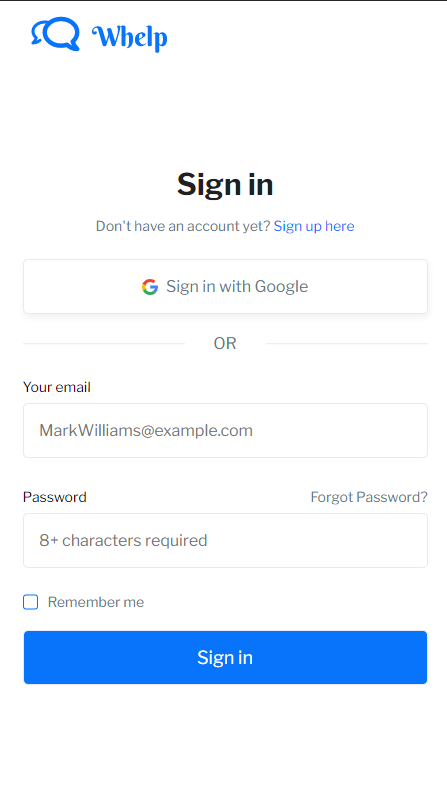 Whelp
Sign in
Don't have an account yet? Sign up here
Sign in with Google
OR
Your email
MarkWilliams@example.com
Password Forgot Password?
8+ characters required
Remember me
Sign in